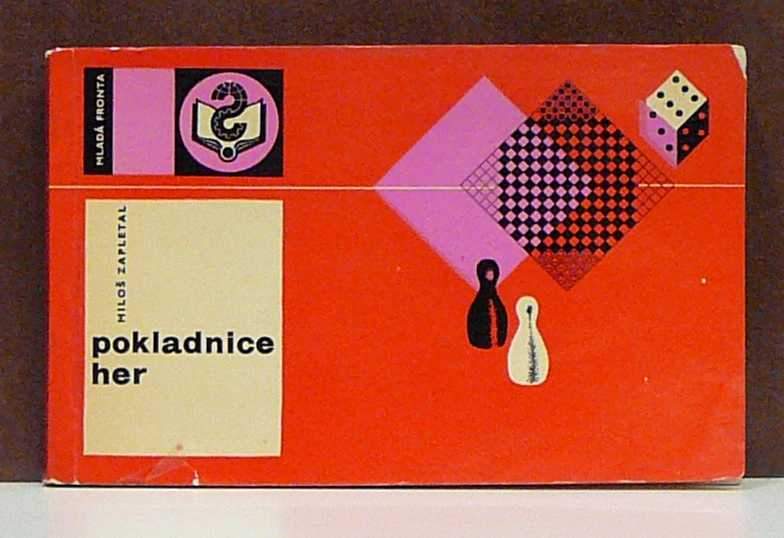 MLADÁ FRONTA
MILOŠ ZAPLETAL
pokladnice
her